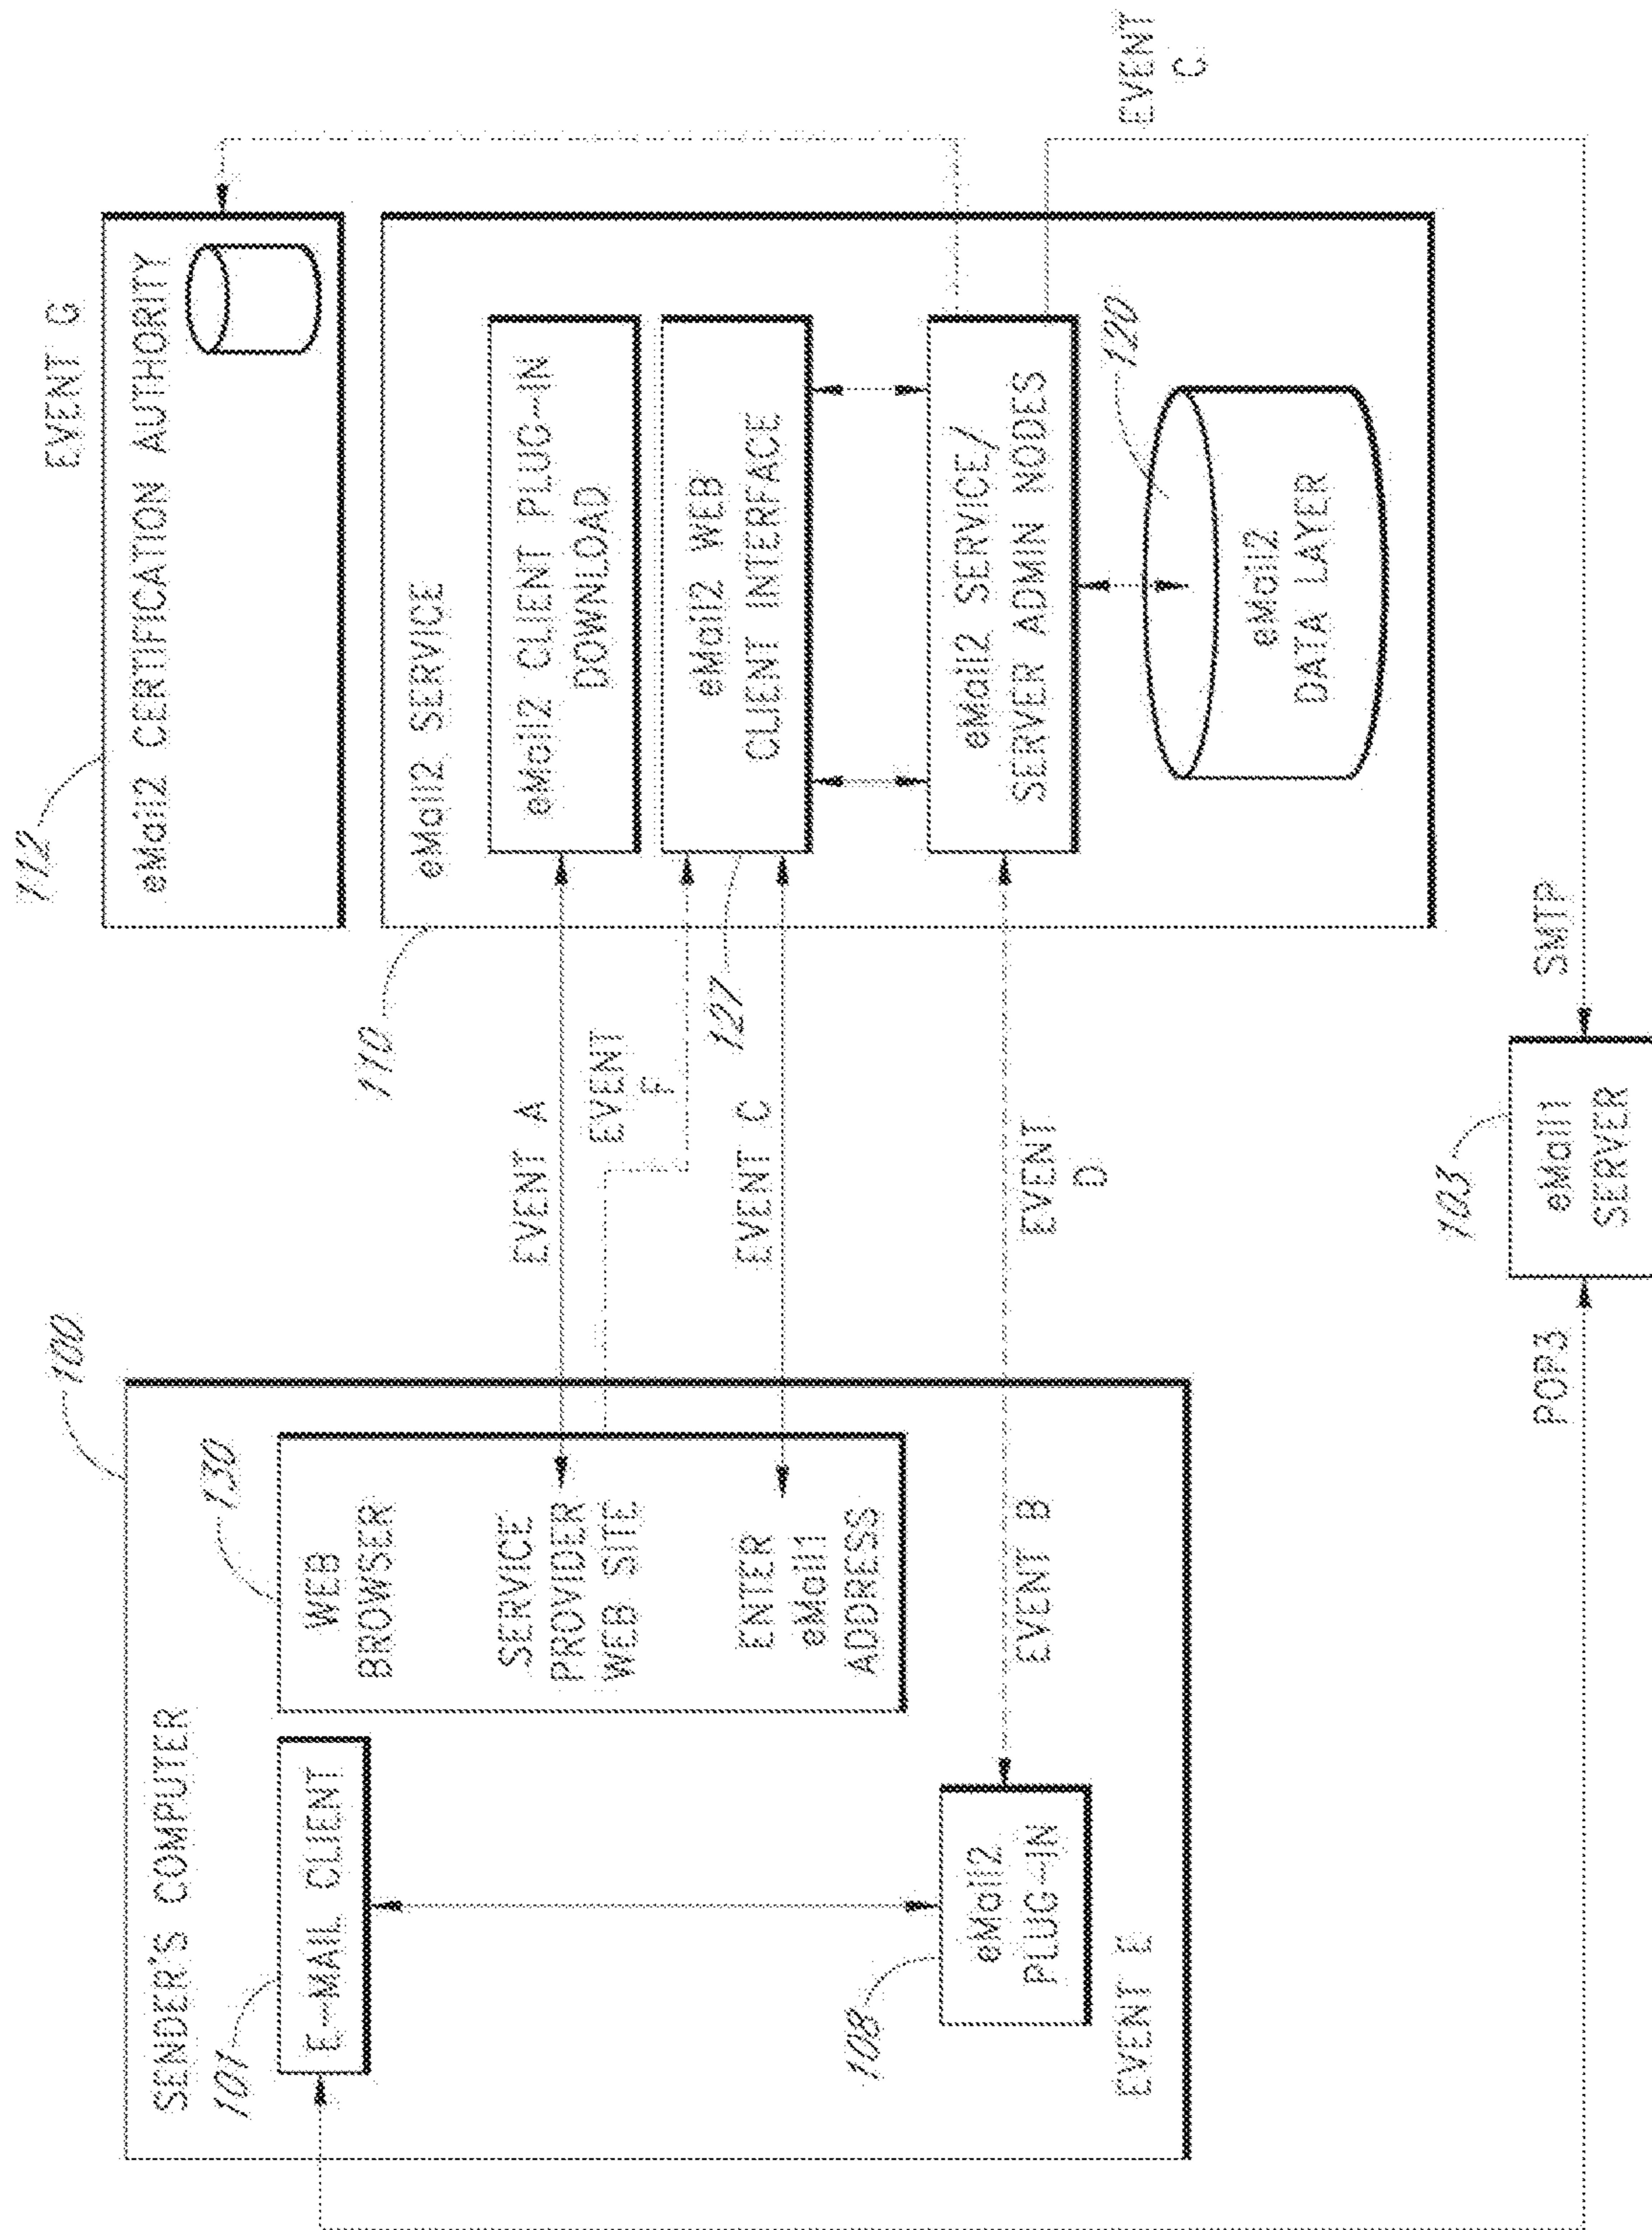 SENDER'S COMPUTER
100
101
E-MAIL CLIENT
130
WEB
BROWSER
SERVICE
PROVIDER
WEB SITE
ENTER
eMail1
ADDRESS
108
eMail2
PLUG-IN
EVENT E
EVENT B
EVENT A
EVENT
F
EVENT C
EVENT
D
EVENT G
112
eMail2 CERTIFICATION AUTHORITY
110
eMail2 SERVICE
eMail2 CLIENT PLUG-IN
DOWNLOAD
127
eMail2 WEB
CLIENT INTERFACE
eMail2 SERVICE/
SERVER ADMIN NODES
120
eMail2
DATA LAYER
EVENT
C
POP3
103
eMail1
SERVER
SMTP